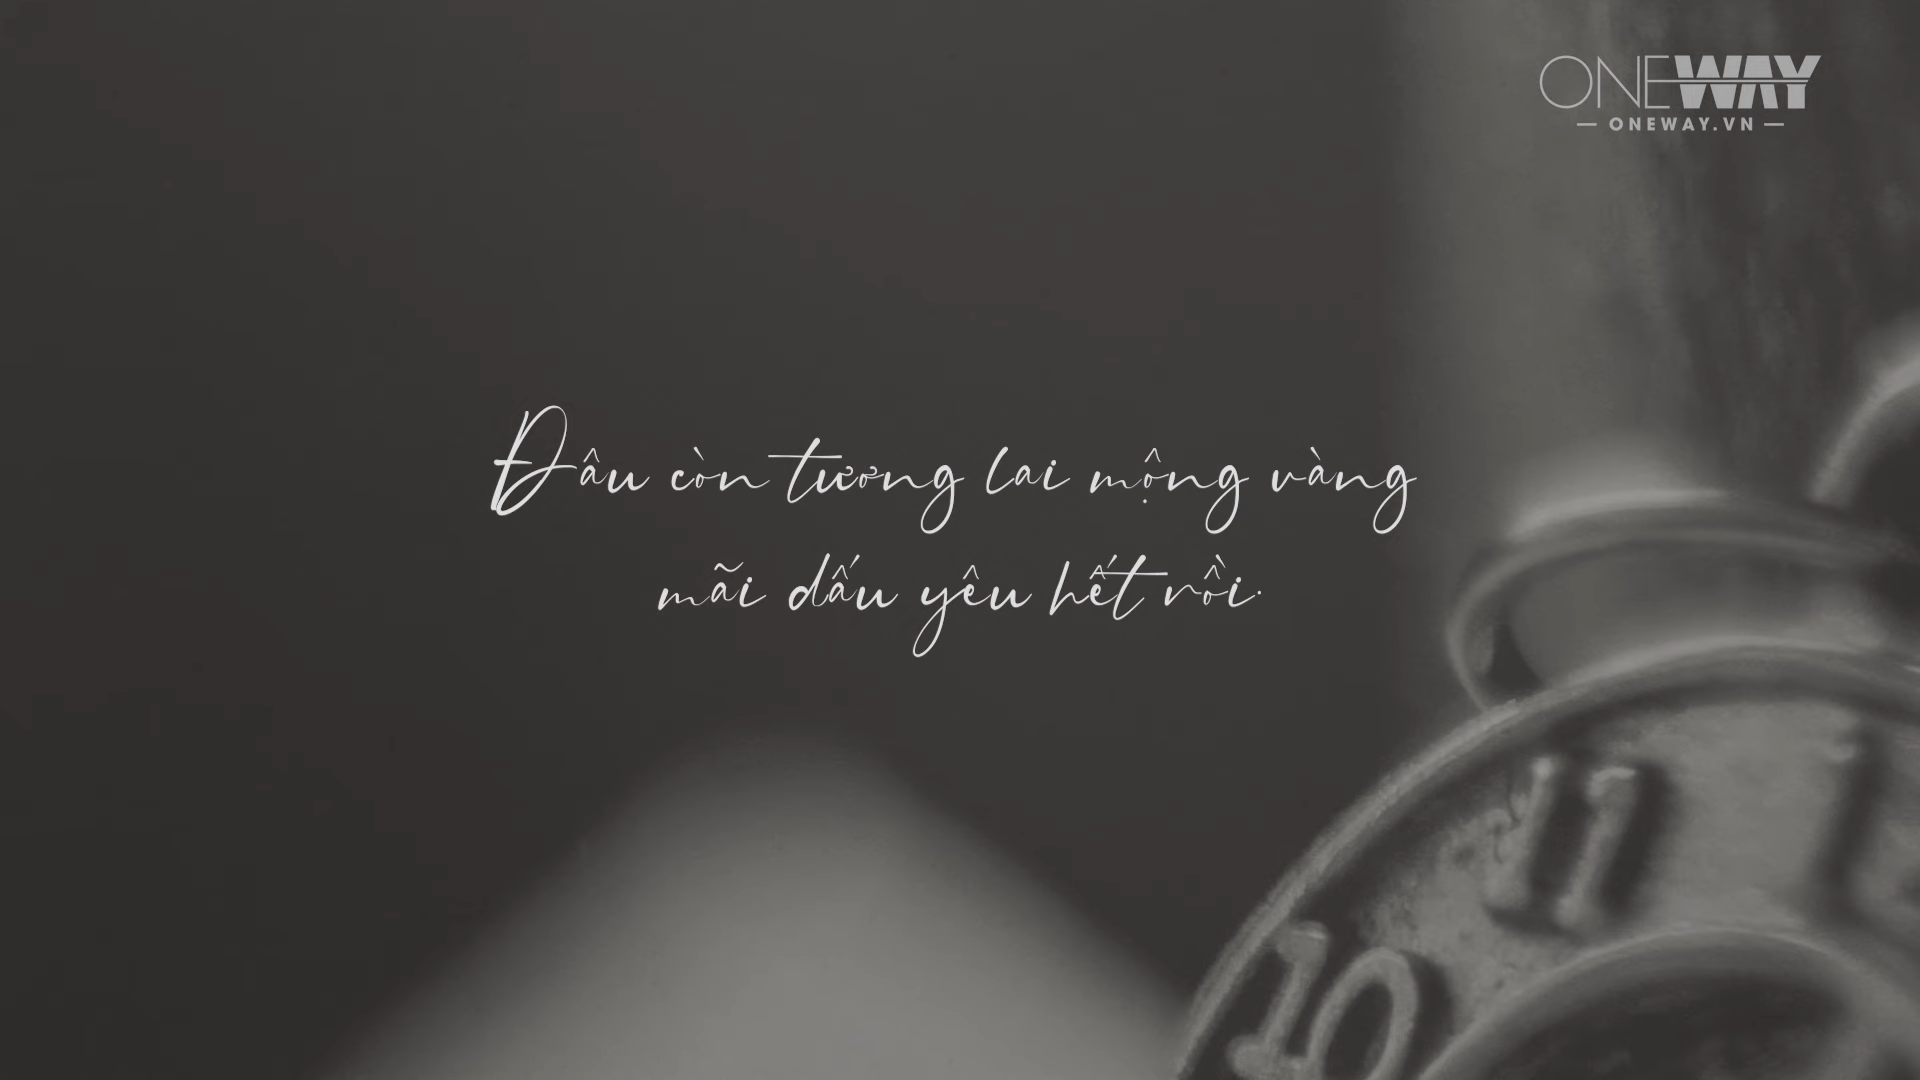 ONEWAY
ONEWAY.VN
Đâu còn tương lai mộng vàng
mãi dấu yêu hết rồi.
11
10